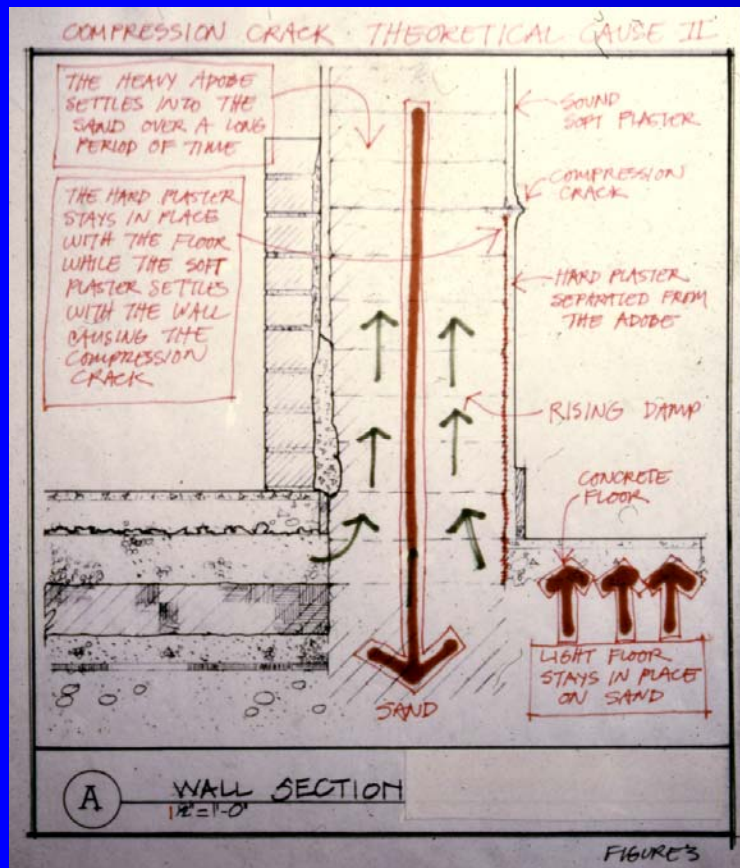 COMPRESSION CRACK THEORETICAL CAUSE II
THE HEAVY ADOBE
SETTLES INTO THE
SAND OVER A LONG
PERIOD OF TIME
THE HARD PLASTER
STAYS IN PLACE
WITH THE FLOOR
WHILE THE SOFT
PLASTER SETTLES
WITH THE WALL
CAUSING THE
COMPRESSION
CRACK
SOUND
SOFT PLASTER
COMPRESSION
CRACK
HARD PLASTER
SEPARATED FROM
THE ADOBE
RISING DAMP
CONCRETE
FLOOR
LIGHT FLOOR
STAYS IN PLACE
ON SAND
SAND
A
WALL SECTION
1½"=1'-0"
FIGURE 3